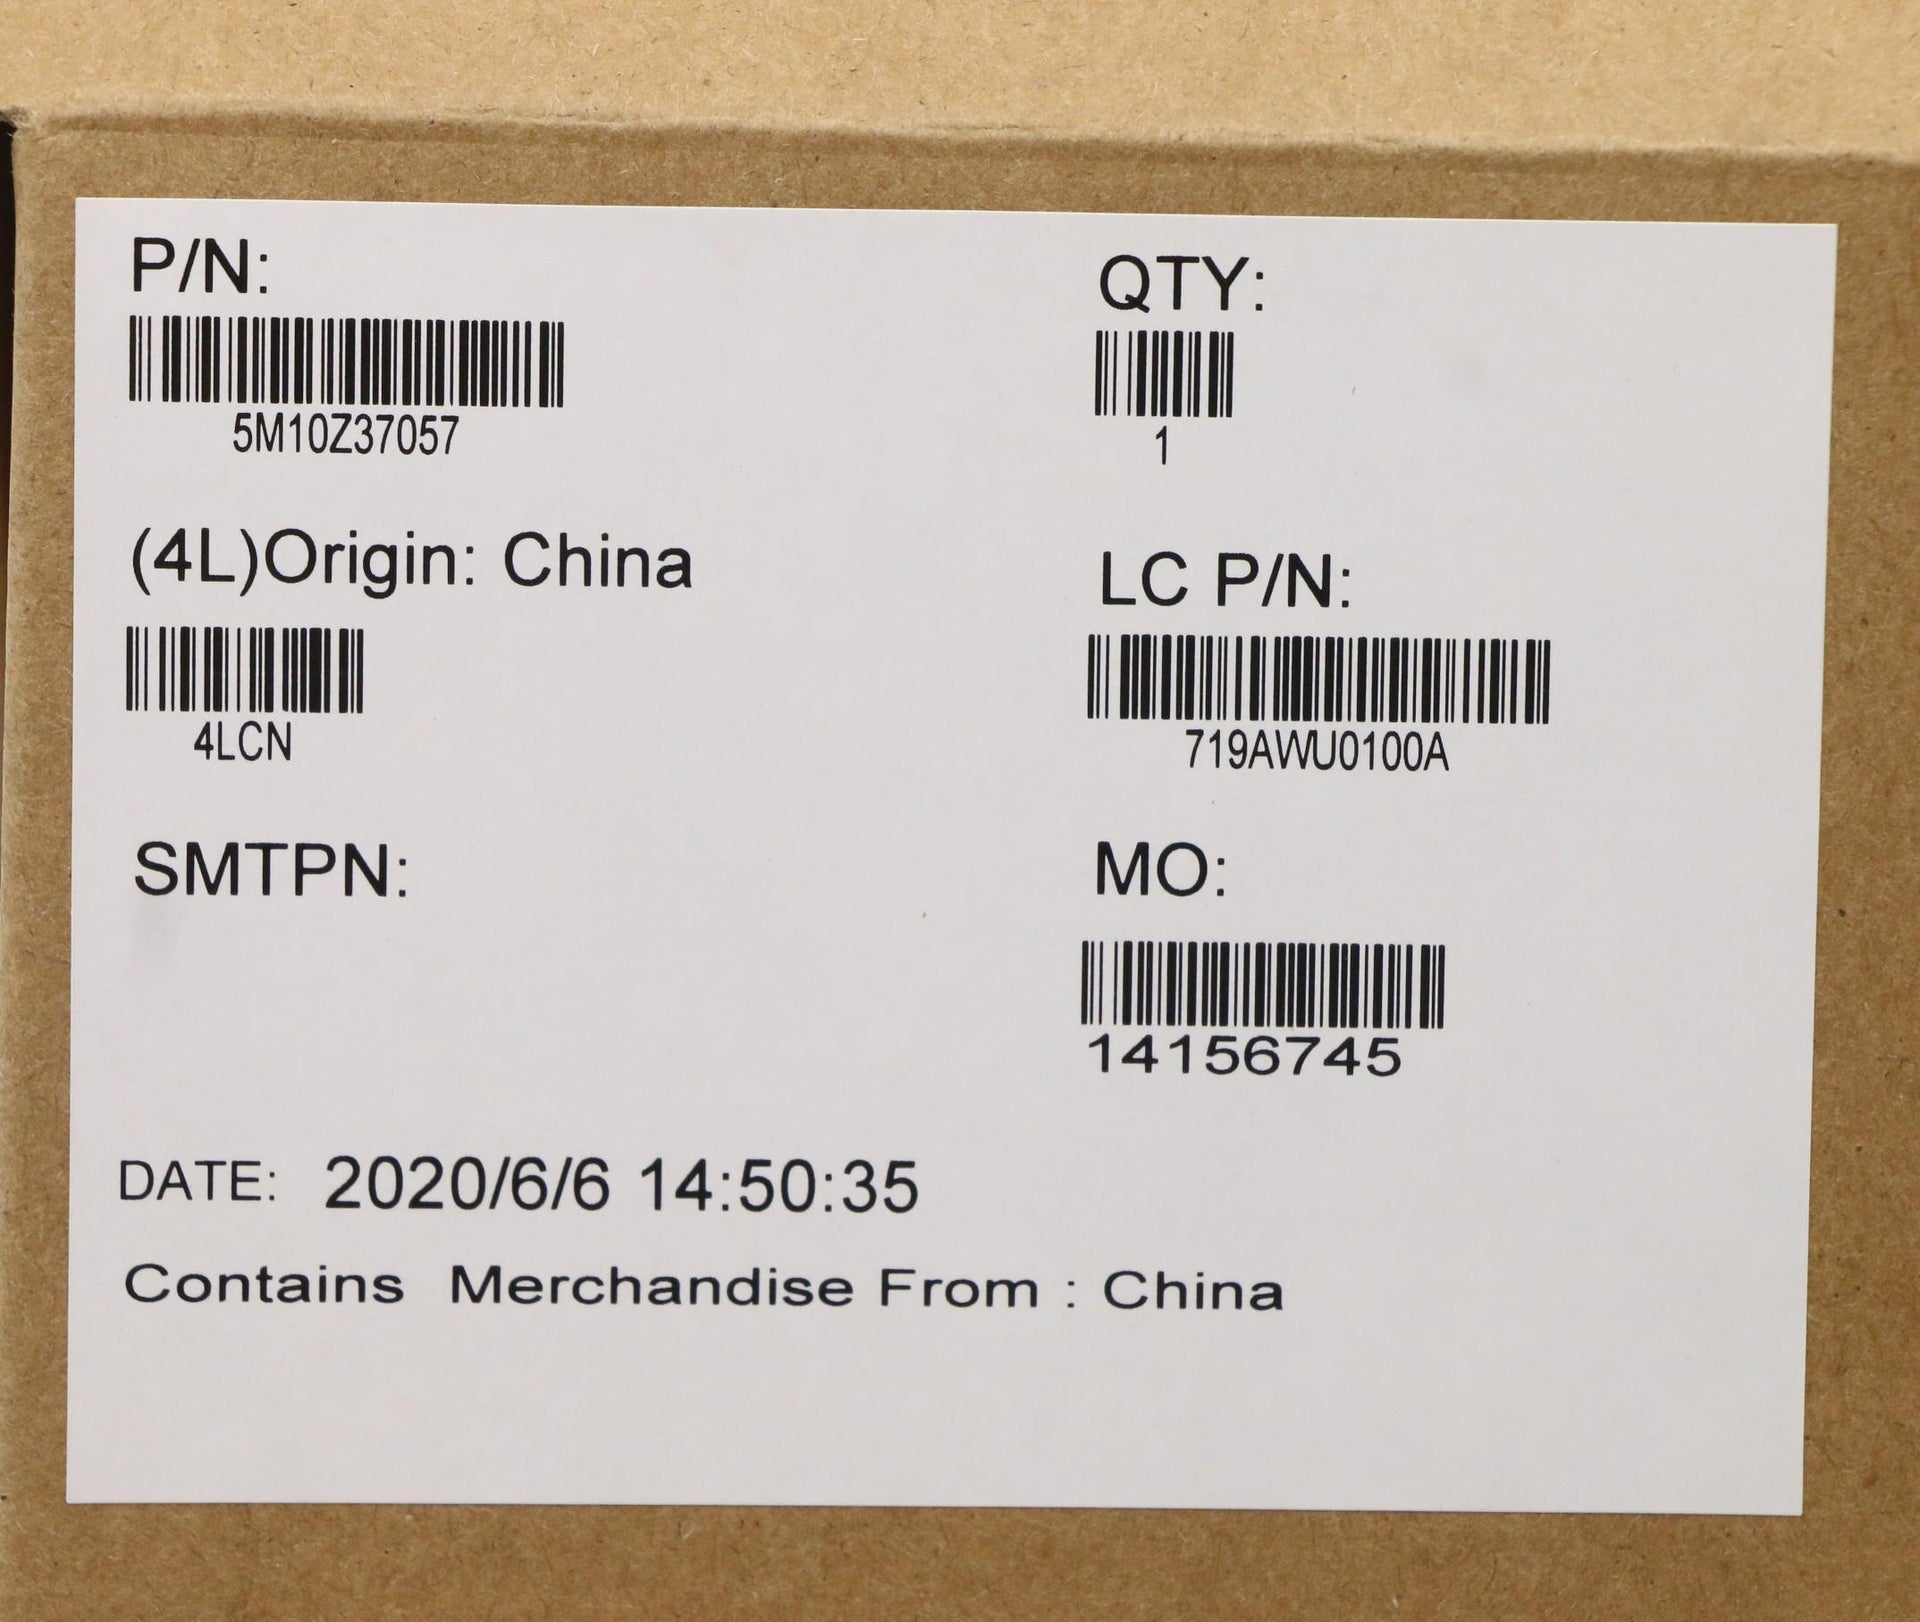 P/N:
QTY:
5M10Z37057
1
(4L)Origin: China
LC P/N:
4LCN
719AWU0100A
SMTPN:
MO:
14156745
DATE: 2020/6/6 14:50:35
Contains Merchandise From : China